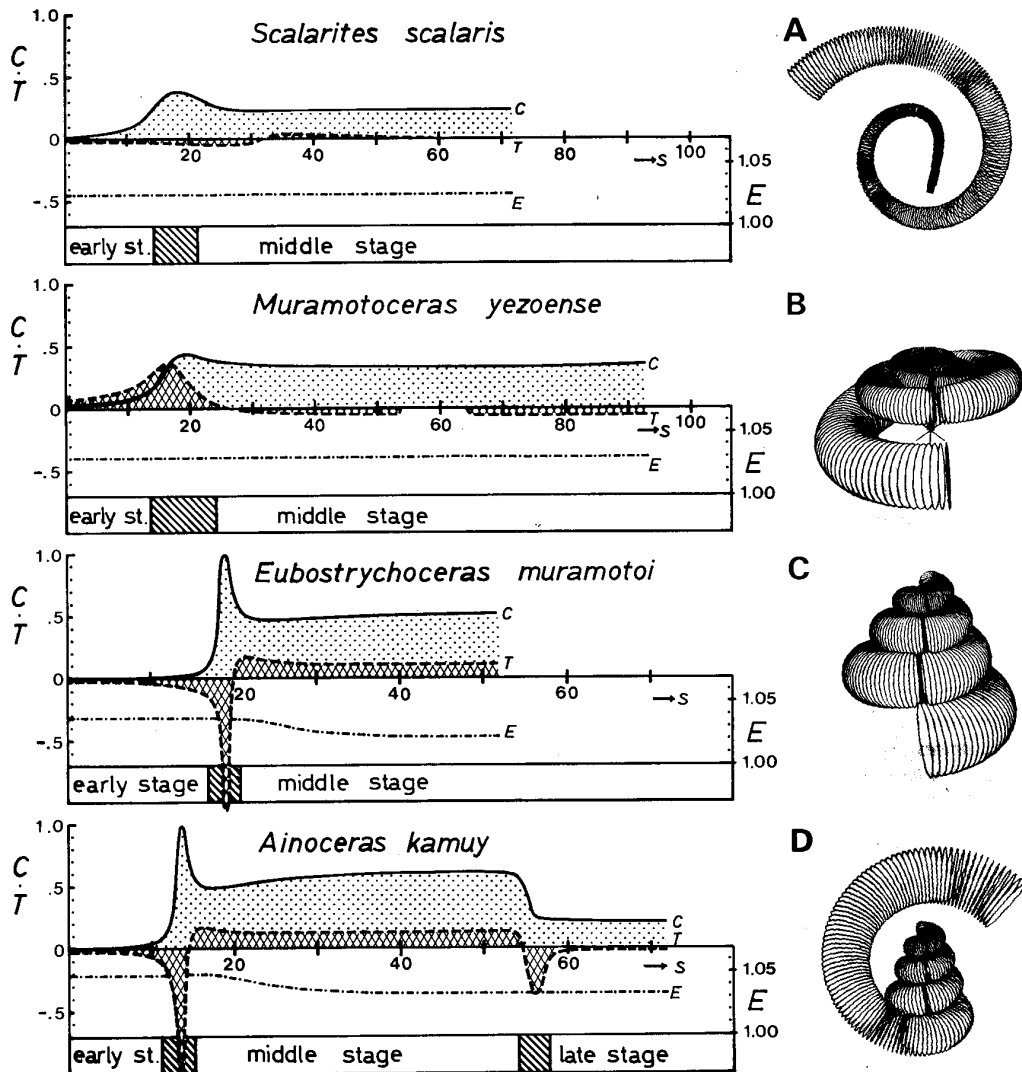 1.0
Scalarites scalaris
A
C
T
.5
C
0
20
40
60
T
80
100
→s
1.05
-.5
E
E
1.00
early st.
middle stage
1.0
Muramotoceras yezoense
B
C
T
.5
C
0
20
40
60
T
80
100
→s
1.05
-.5
E
E
1.00
early st.
middle stage
1.0
Eubostrychoceras muramotoi
C
C
T
.5
C
T
0
20
40
60
→s
1.05
-.5
E
E
1.00
early stage
middle stage
1.0
Ainoceras kamuy
D
C
T
.5
C
T
0
20
40
60
→s
1.05
-.5
E
E
1.00
early st.
middle stage
late stage